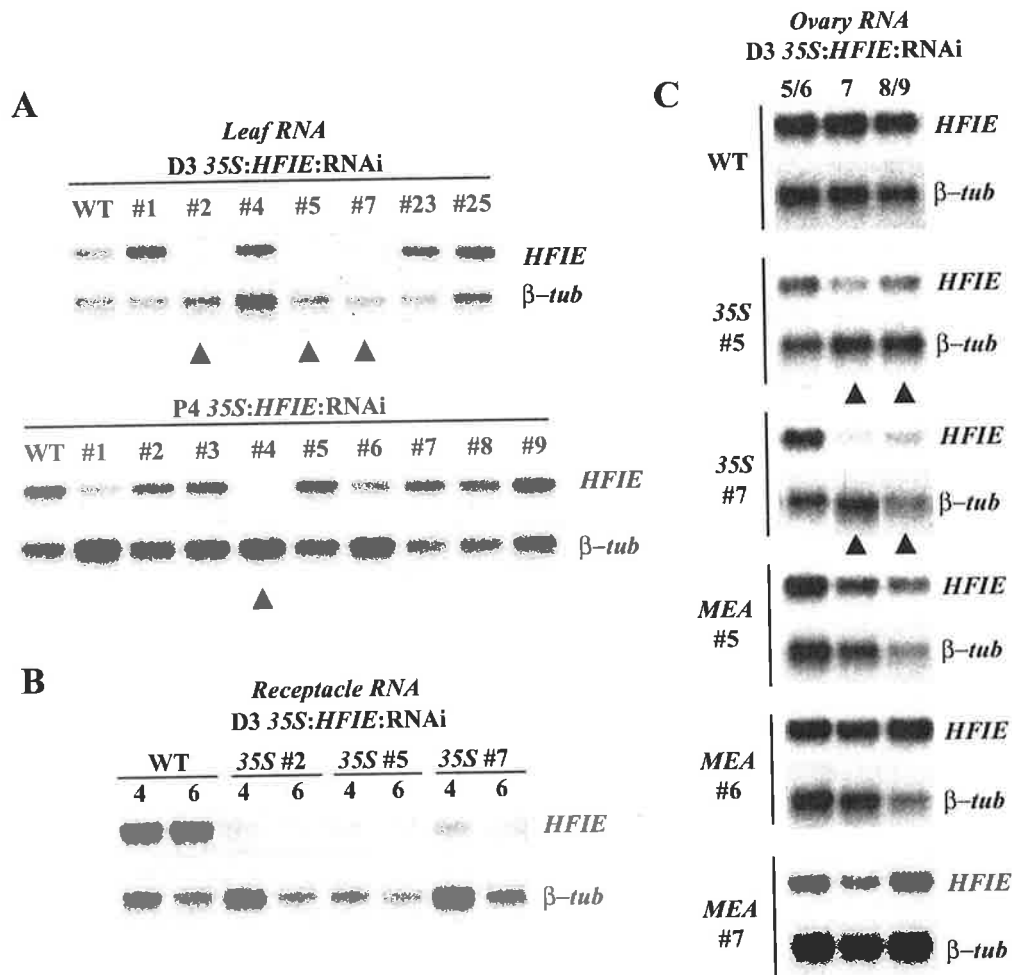 A
Leaf RNA
D3 35S:HFIE:RNAi
WT #1 #2 #4 #5 #7 #23 #25
HFIE
β-tub
P4 35S:HFIE:RNAi
WT #1 #2 #3 #4 #5 #6 #7 #8 #9
HFIE
β-tub
B
Receptacle RNA
D3 35S:HFIE:RNAi
WT 35S #2 35S #5 35S #7
4 6 4 6 4 6 4 6
HFIE
β-tub
Ovary RNA
D3 35S:HFIE:RNAi
C
5/6 7 8/9
WT
HFIE
β-tub
35S
#5
HFIE
β-tub
35S
#7
HFIE
β-tub
MEA
#5
HFIE
β-tub
MEA
#6
HFIE
β-tub
MEA
#7
HFIE
β-tub